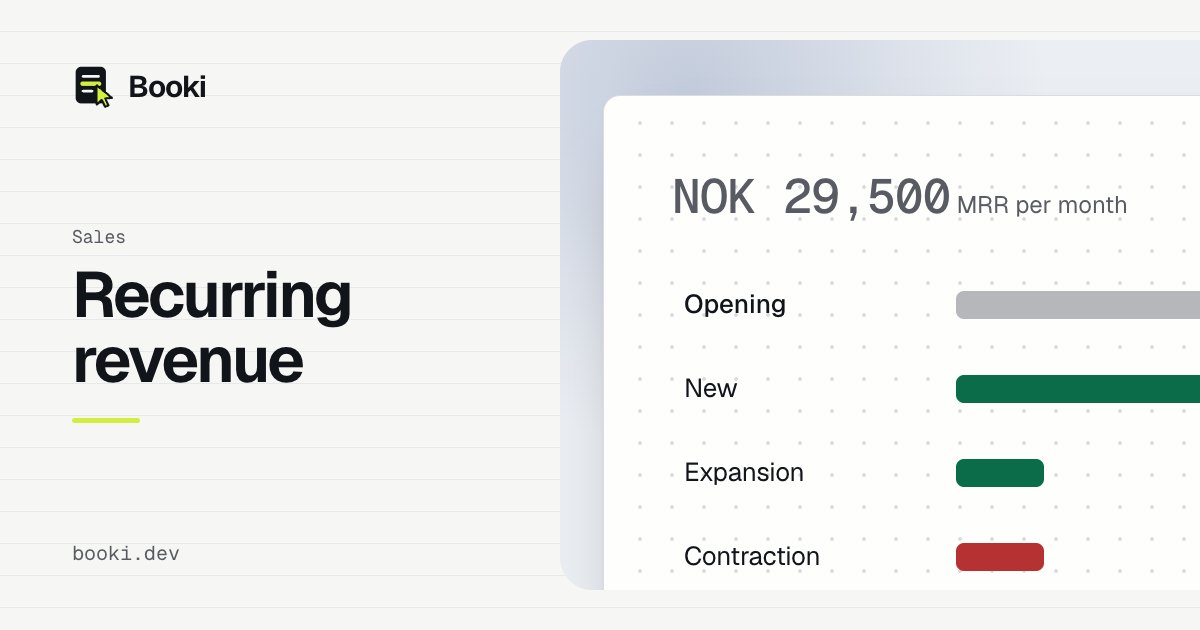 Booki
Sales
Recurring
revenue
booki.dev
NOK 29,500 MRR per month
Opening
New
Expansion
Contraction